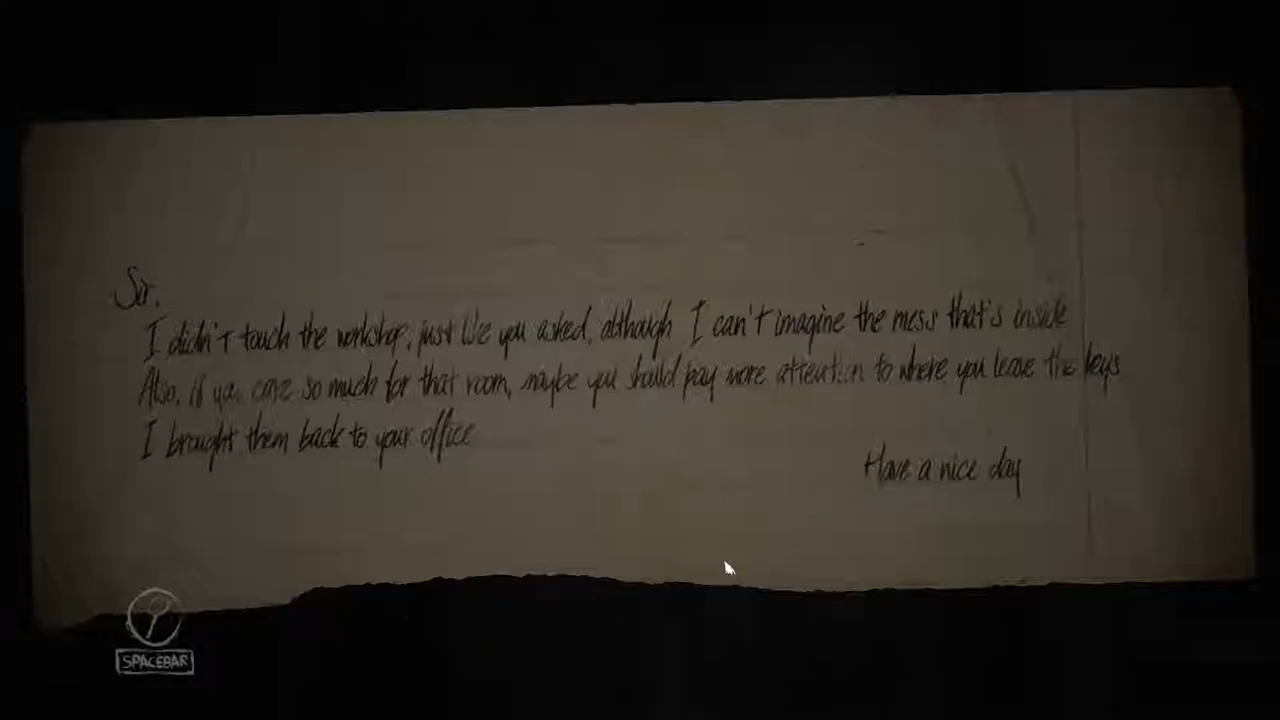 Sir.
I didn't touch the workshop, just like you asked, although I can't imagine the mess that's inside
Also, if you care so much for that room, maybe you should pay more attention to where you leave the keys
I brought them back to your office
Have a nice day
SPACEBAR